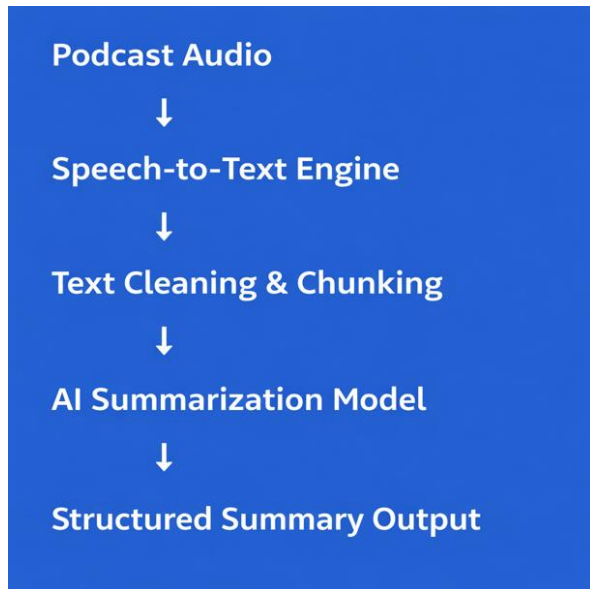 Podcast Audio
↓
Speech-to-Text Engine
↓
Text Cleaning & Chunking
↓
AI Summarization Model
↓
Structured Summary Output